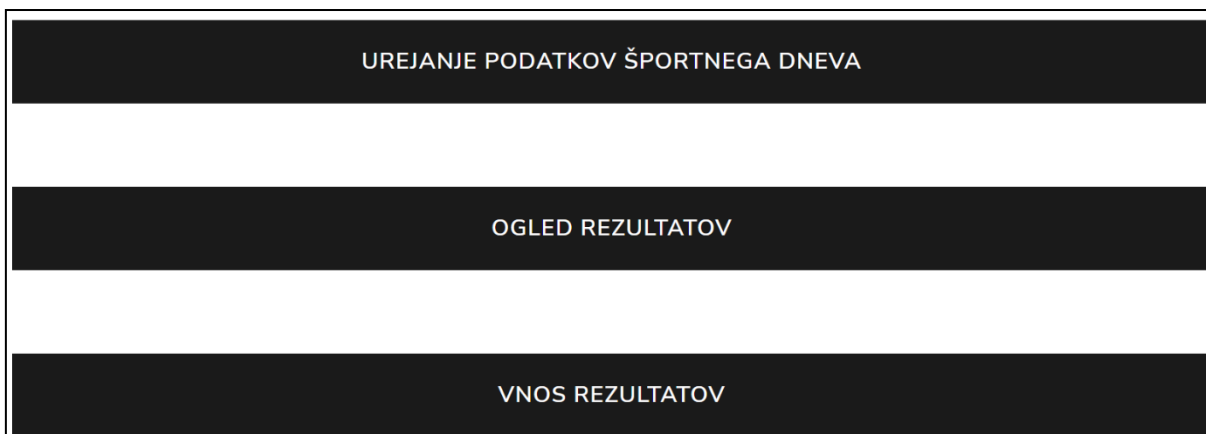 UREJANJE PODATKOV ŠPORTNEGA DNEVA
OGLED REZULTATOV
VNOS REZULTATOV